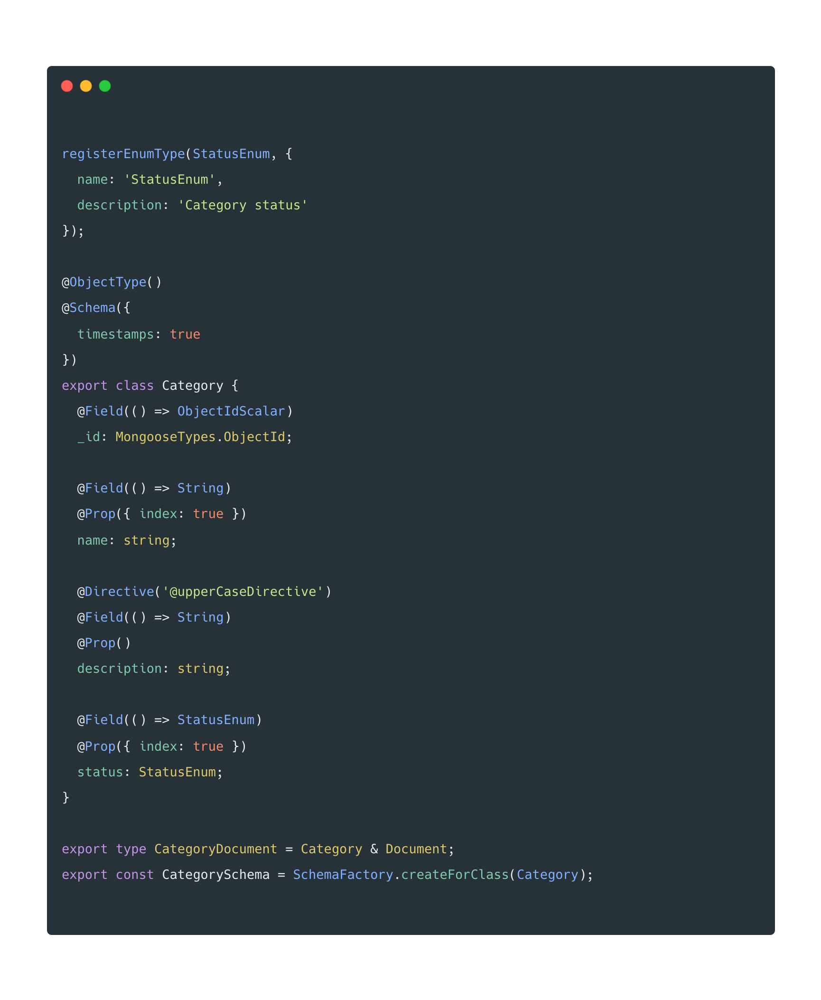 registerEnumType(StatusEnum, {
  name: 'StatusEnum',
  description: 'Category status'
});
@ObjectType()
@Schema({
  timestamps: true
})
export class Category {
  @Field(() => ObjectIdScalar)
  _id: MongooseTypes.ObjectId;
  @Field(() => String)
  @Prop({ index: true })
  name: string;
  @Directive('@upperCaseDirective')
  @Field(() => String)
  @Prop()
  description: string;
  @Field(() => StatusEnum)
  @Prop({ index: true })
  status: StatusEnum;
}
export type CategoryDocument = Category & Document;
export const CategorySchema = SchemaFactory.createForClass(Category);